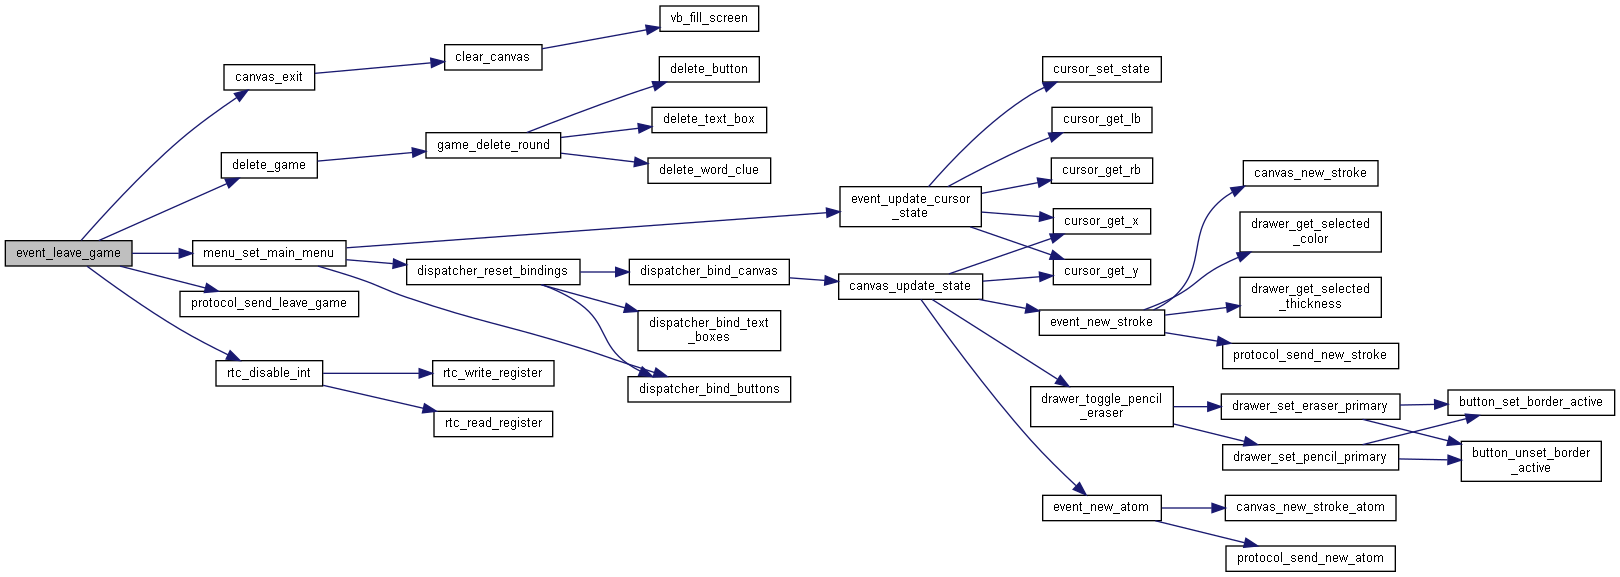 event_leave_game
canvas_exit
clear_canvas
vb_fill_screen
delete_game
game_delete_round
delete_button
delete_text_box
delete_word_clue
menu_set_main_menu
protocol_send_leave_game
rtc_disable_int
rtc_write_register
rtc_read_register
dispatcher_reset_bindings
dispatcher_bind_canvas
dispatcher_bind_text
_boxes
dispatcher_bind_buttons
event_update_cursor
_state
canvas_update_state
cursor_set_state
cursor_get_lb
cursor_get_rb
cursor_get_x
cursor_get_y
event_new_stroke
canvas_new_stroke
drawer_get_selected
_color
drawer_get_selected
_thickness
protocol_send_new_stroke
drawer_toggle_pencil
_eraser
drawer_set_eraser_primary
drawer_set_pencil_primary
button_set_border_active
button_unset_border
_active
event_new_atom
canvas_new_stroke_atom
protocol_send_new_atom